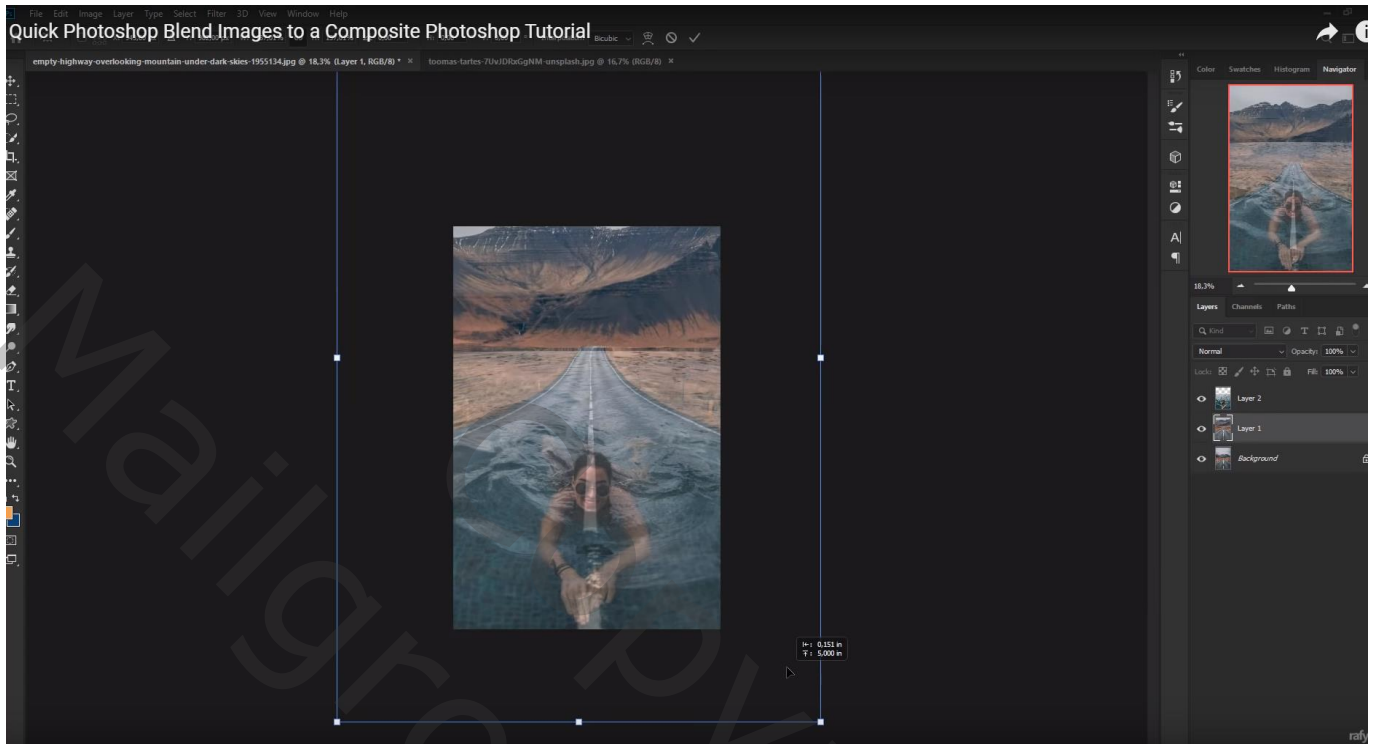 File Edit Image Layer Type Select Filter 3D View Window Help
Quick Photoshop Blend Images to a Composite Photoshop Tutorial
Bicubic
empty-highway-overlooking-mountain-under-dark-skies-1955134.jpg @ 18,3% (Layer 1, RGB/8) * ×
toomas-tartes-7UvJDRxGgNM-unsplash.jpg @ 16,7% (RGB/8) ×
Color Swatches Histogram Navigator
18.3%
Layers Channels Paths
Kind
Normal Opacity: 100%
Lock: Fill: 100%
Layer 2
Layer 1
Background
0,151 in
5,000 in
Mailgro
py
rafy